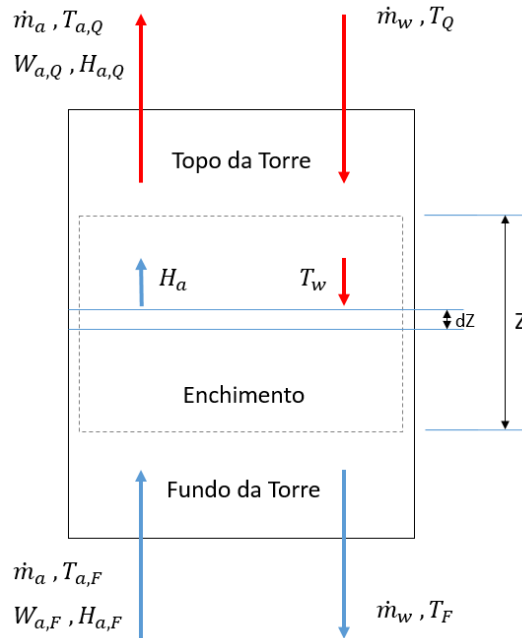 ṁ_a , T_{a,Q}
ṁ_w , T_Q
W_{a,Q} , H_{a,Q}
Topo da Torre
H_a
T_w
dZ
Z
Enchimento
Fundo da Torre
ṁ_a , T_{a,F}
W_{a,F} , H_{a,F}
ṁ_w , T_F